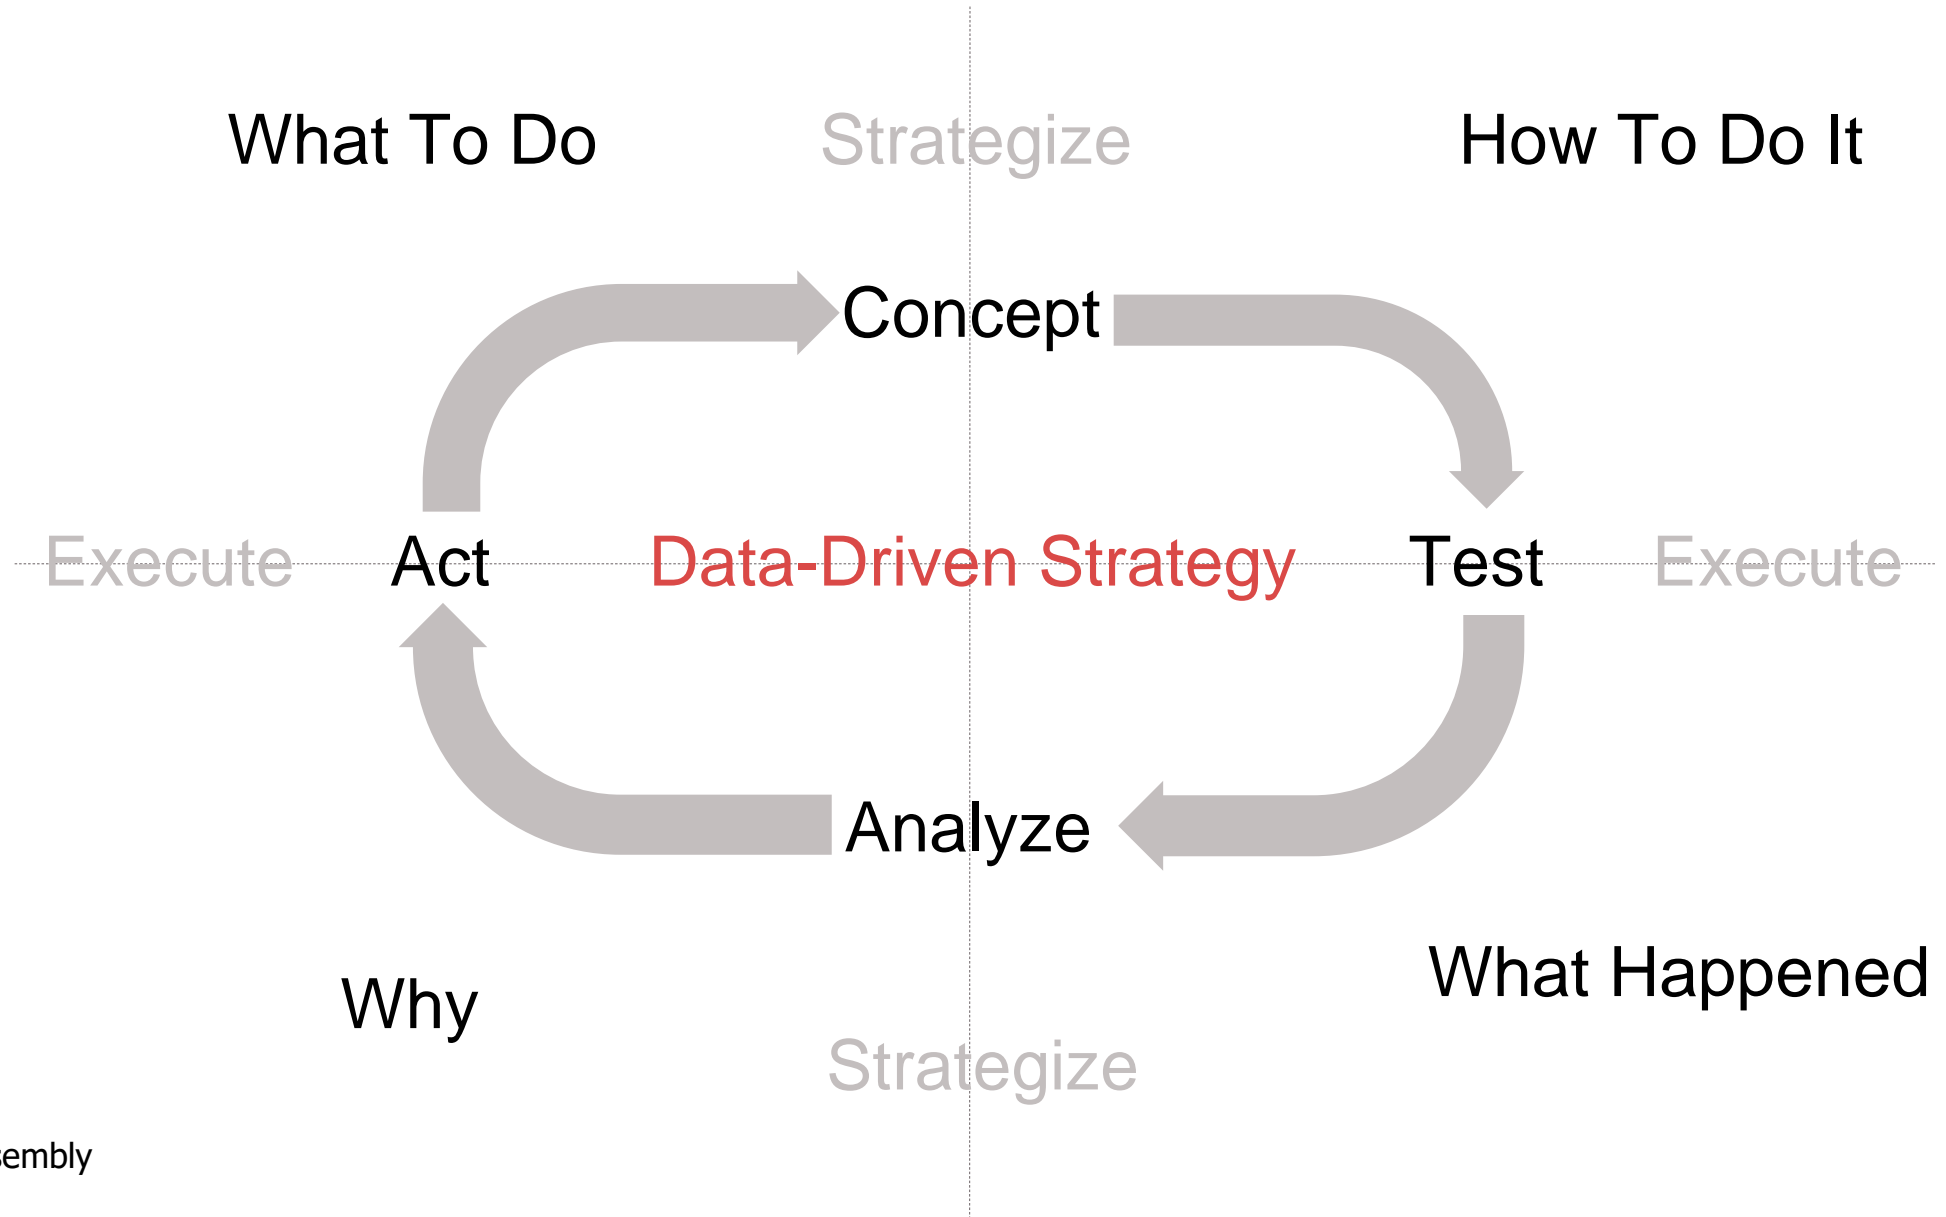 What To Do
Strategize
How To Do It
Concept
Execute
Act
Data-Driven Strategy
Test
Execute
Analyze
What Happened
Why
Strategize
sembly